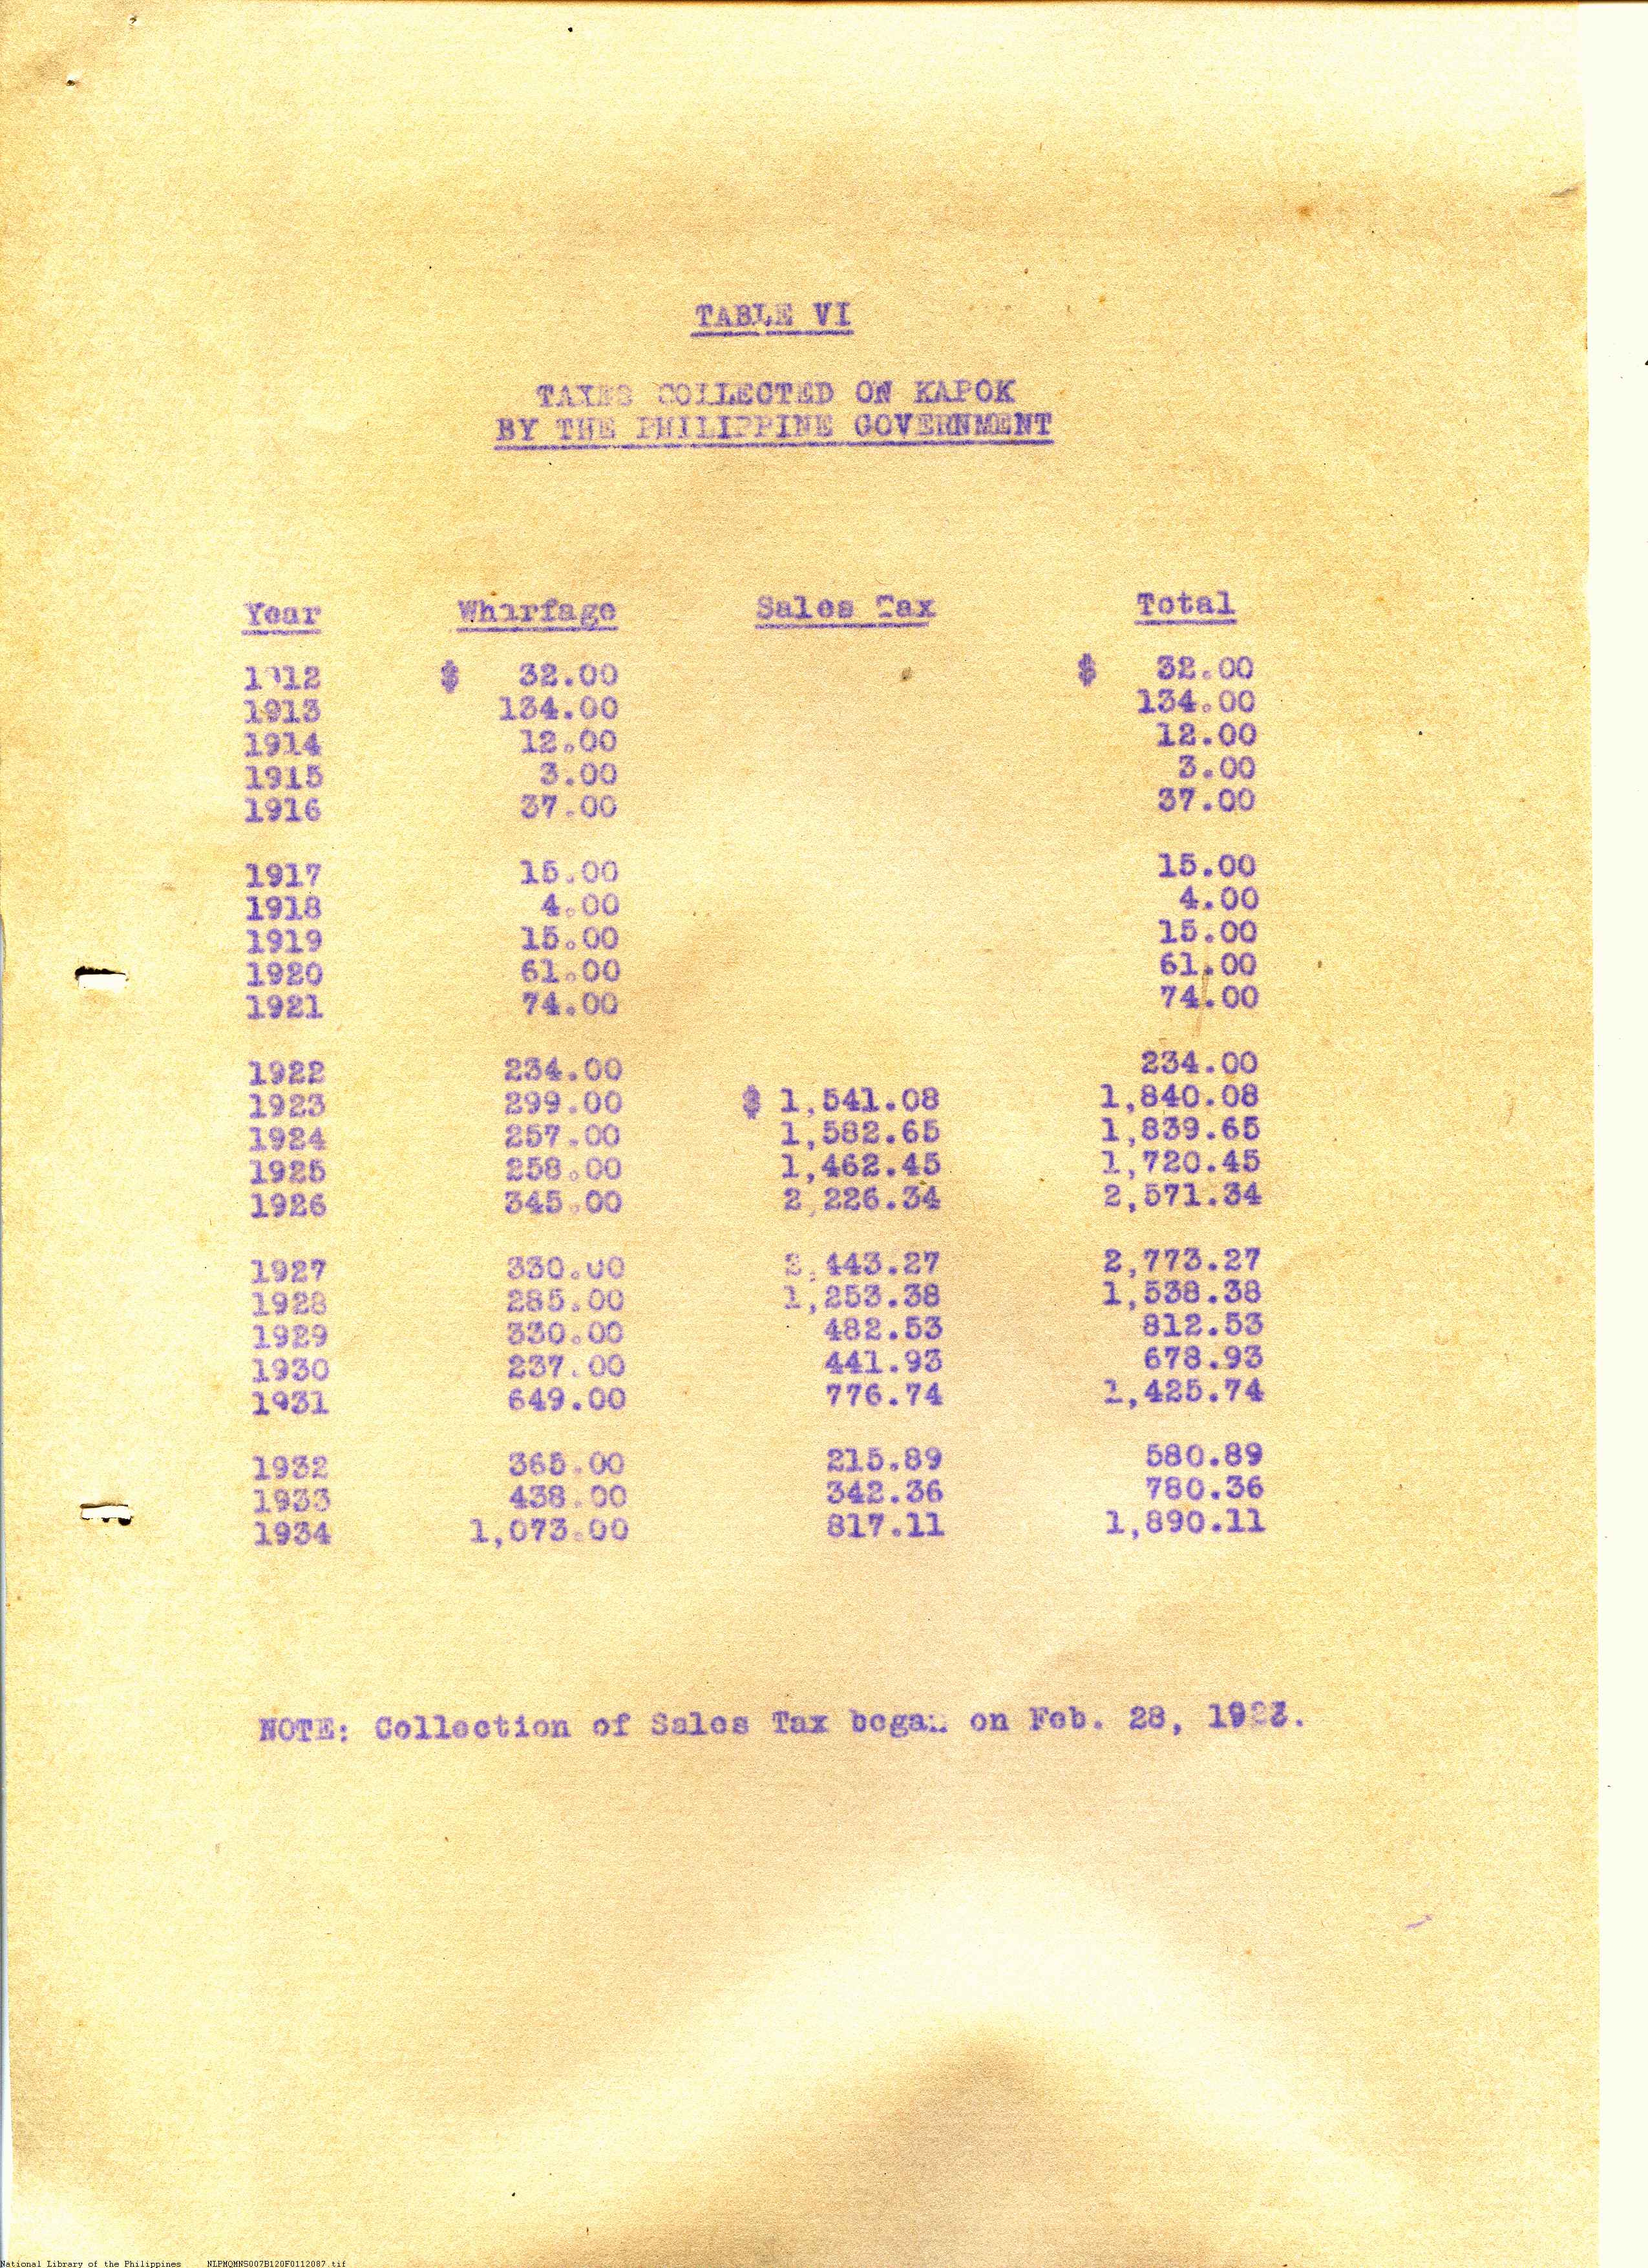 TABLE VI
TAXES COLLECTED ON KAPOK
BY THE PHILIPPINE GOVERNMENT
Year Wharfage Sales Tax Total
1912 $ 32.00 $ 32.00
1913 134.00 134.00
1914 12.00 12.00
1915 3.00 3.00
1916 37.00 37.00
1917 15.00 15.00
1918 4.00 4.00
1919 15.00 15.00
1920 61.00 61.00
1921 74.00 74.00
1922 234.00 234.00
1923 299.00 $ 1,541.08 1,840.08
1924 257.00 1,582.65 1,839.65
1925 258.00 1,462.45 1,720.45
1926 345.00 2,226.34 2,571.34
1927 330.00 2,443.27 2,773.27
1928 285.00 1,253.38 1,538.38
1929 330.00 482.53 812.53
1930 237.00 441.93 678.93
1931 649.00 776.74 1,425.74
1932 365.00 215.89 580.89
1933 438.00 342.36 780.36
1934 1,073.00 817.11 1,890.11
NOTE: Collection of Sales Tax began on Feb. 28, 1923.
National Library of the Philippines NLPMQMN5007B120F0112087.tif